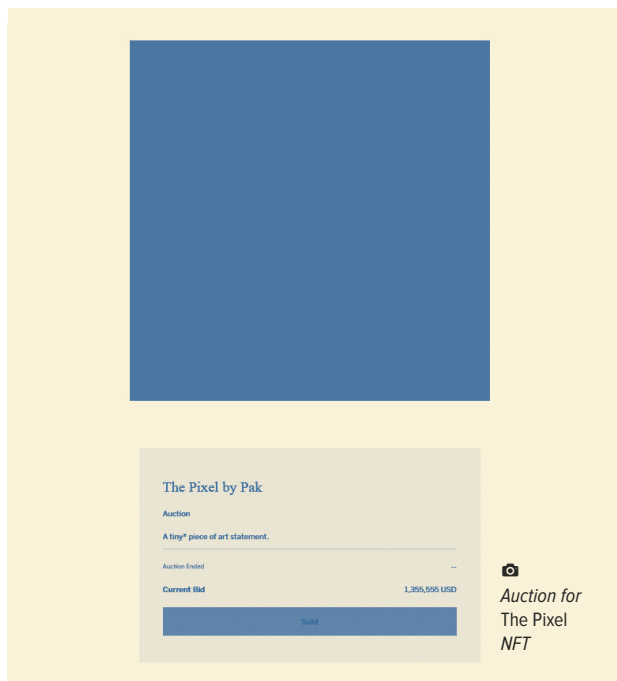 The Pixel by Pak
Auction
A tiny* piece of art statement.
Auction Ended
--
Current Bid
1,355,555 USD
Sold
Auction for
The Pixel
NFT